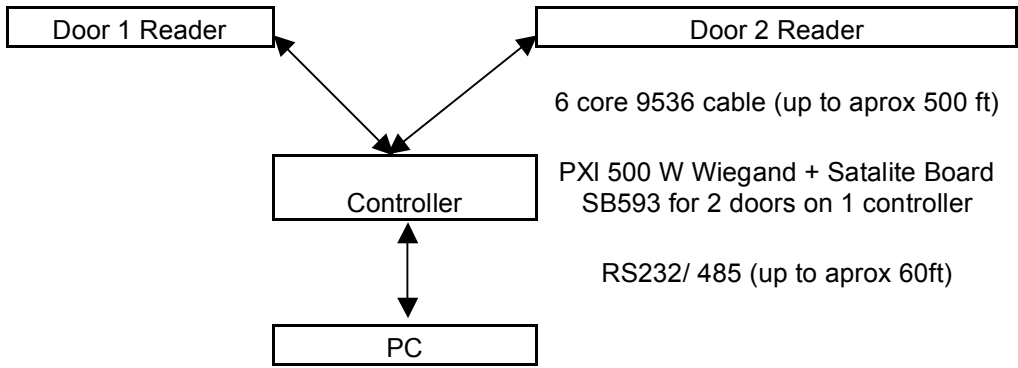 Door 1 Reader
Door 2 Reader
6 core 9536 cable (up to aprox 500 ft)
PXl 500 W Wiegand + Satalite Board
SB593 for 2 doors on 1 controller
Controller
RS232/ 485 (up to aprox 60ft)
PC